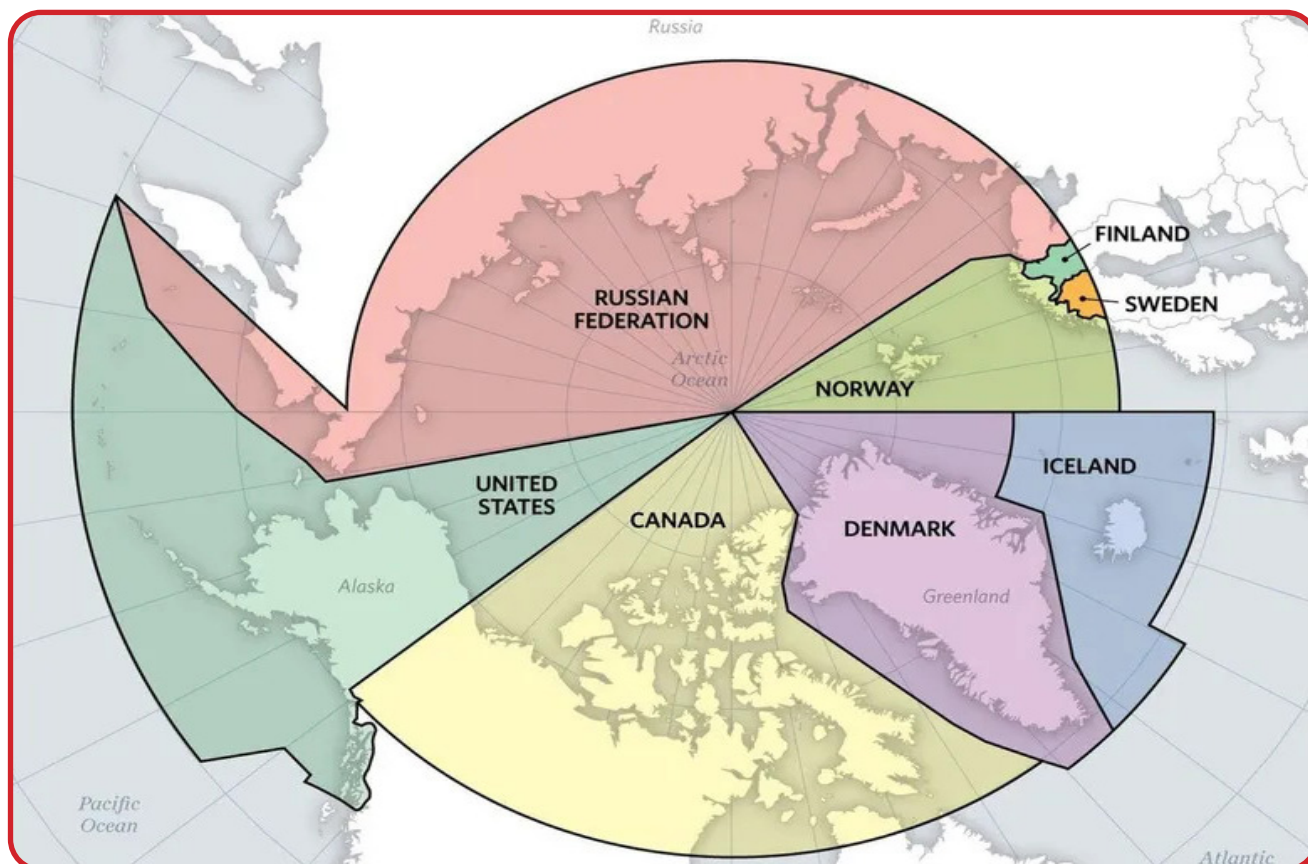 Russia
FINLAND
SWEDEN
RUSSIAN
FEDERATION
Arctic
Ocean
NORWAY
ICELAND
UNITED
STATES
CANADA
DENMARK
Alaska
Greenland
Pacific
Ocean
Atlantic